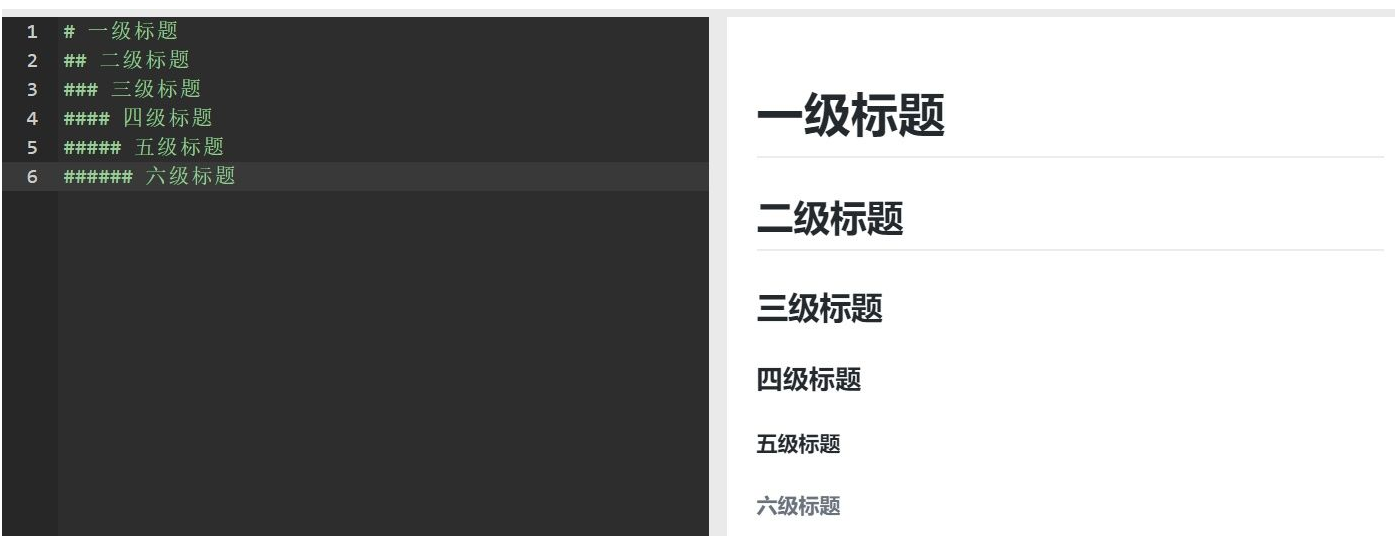 1 # 一级标题
2 ## 二级标题
3 ### 三级标题
4 #### 四级标题
5 ##### 五级标题
6 ###### 六级标题
一级标题
二级标题
三级标题
四级标题
五级标题
六级标题